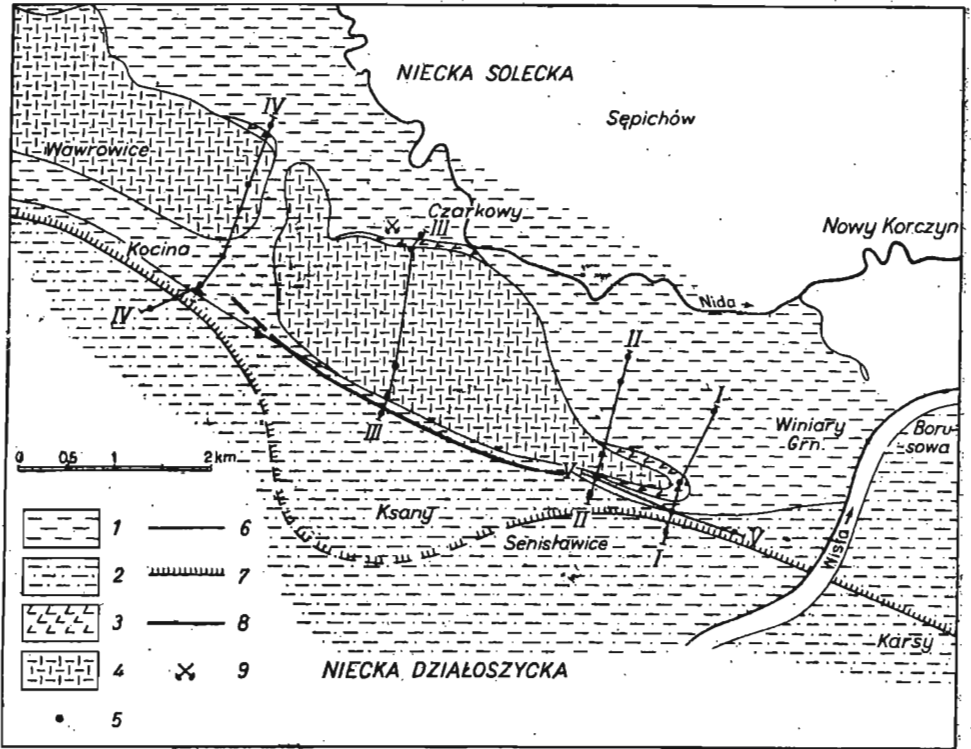 NIECKA SOLECKA
Sępichów
IV
Wawrowice
Czarkowy
III
Nowy Korczyn
Kocina
Nida
IV
II
I
III
Winiary
Grn.
Boru-
sowa
0 0,5 1 2 km
V
Ksany
II
Senisławice
V
I
Wisła
Karsy
1 6
2 7
3 8
4 9
5
NIECKA DZIAŁOSZYCKA